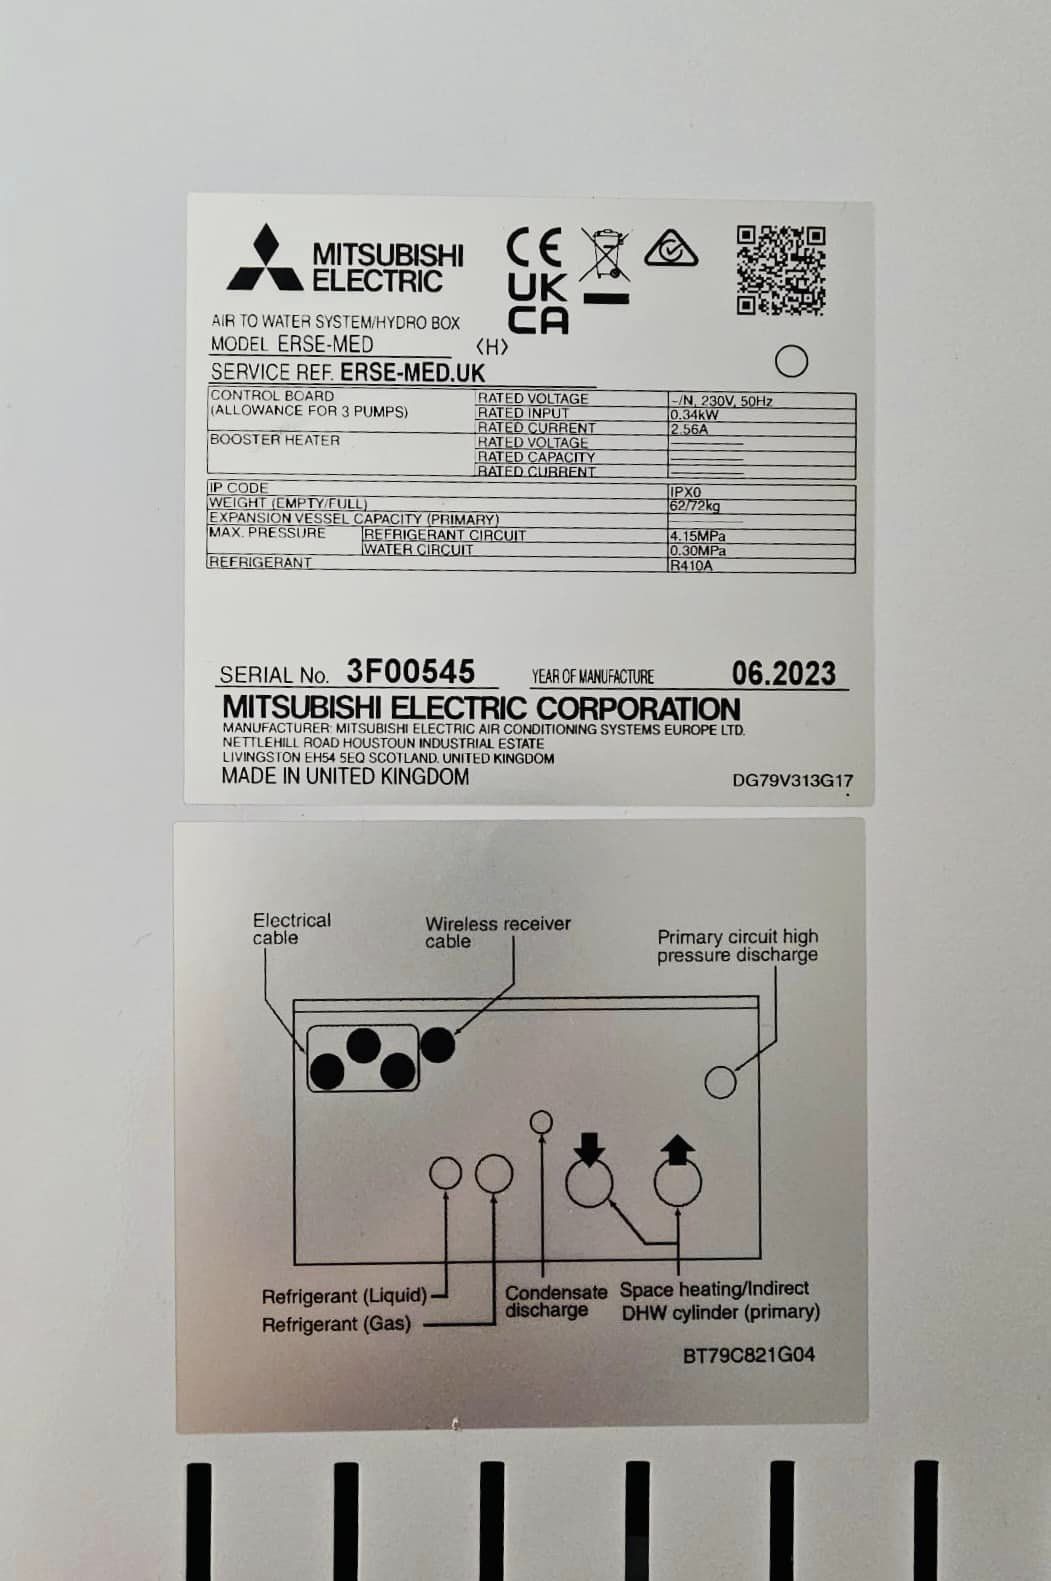 MITSUBISHI
ELECTRIC
CE
UK
CA
AIR TO WATER SYSTEM/HYDRO BOX
MODEL ERSE-MED <H>
SERVICE REF. ERSE-MED.UK
CONTROL BOARD RATED VOLTAGE ~/N, 230V, 50Hz
(ALLOWANCE FOR 3 PUMPS) RATED INPUT 0.34kW
RATED CURRENT 2.56A
BOOSTER HEATER RATED VOLTAGE
RATED CAPACITY
RATED CURRENT
IP CODE IPX0
WEIGHT (EMPTY/FULL) 62/72kg
EXPANSION VESSEL CAPACITY (PRIMARY)
MAX. PRESSURE REFRIGERANT CIRCUIT 4.15MPa
WATER CIRCUIT 0.30MPa
REFRIGERANT R410A
SERIAL No. 3F00545 YEAR OF MANUFACTURE 06.2023
MITSUBISHI ELECTRIC CORPORATION
MANUFACTURER: MITSUBISHI ELECTRIC AIR CONDITIONING SYSTEMS EUROPE LTD.
NETTLEHILL ROAD HOUSTOUN INDUSTRIAL ESTATE
LIVINGSTON EH54 5EQ SCOTLAND. UNITED KINGDOM
MADE IN UNITED KINGDOM DG79V313G17
Electrical
cable
Wireless receiver
cable
Primary circuit high
pressure discharge
Refrigerant (Liquid)
Refrigerant (Gas)
Condensate
discharge
Space heating/Indirect
DHW cylinder (primary)
BT79C821G04